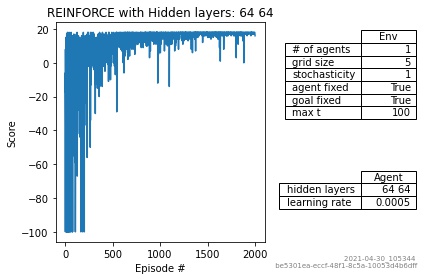 REINFORCE with Hidden layers: 64 64
Score
20
0
−20
−40
−60
−80
−100
0 500 1000 1500 2000
Episode #
Env
# of agents 1
grid size 5
stochasticity 1
agent fixed True
goal fixed True
max t 100
Agent
hidden layers 64 64
learning rate 0.0005
2021-04-30_105344
be5301ea-eccf-48f1-8c5a-10053d4b6dff